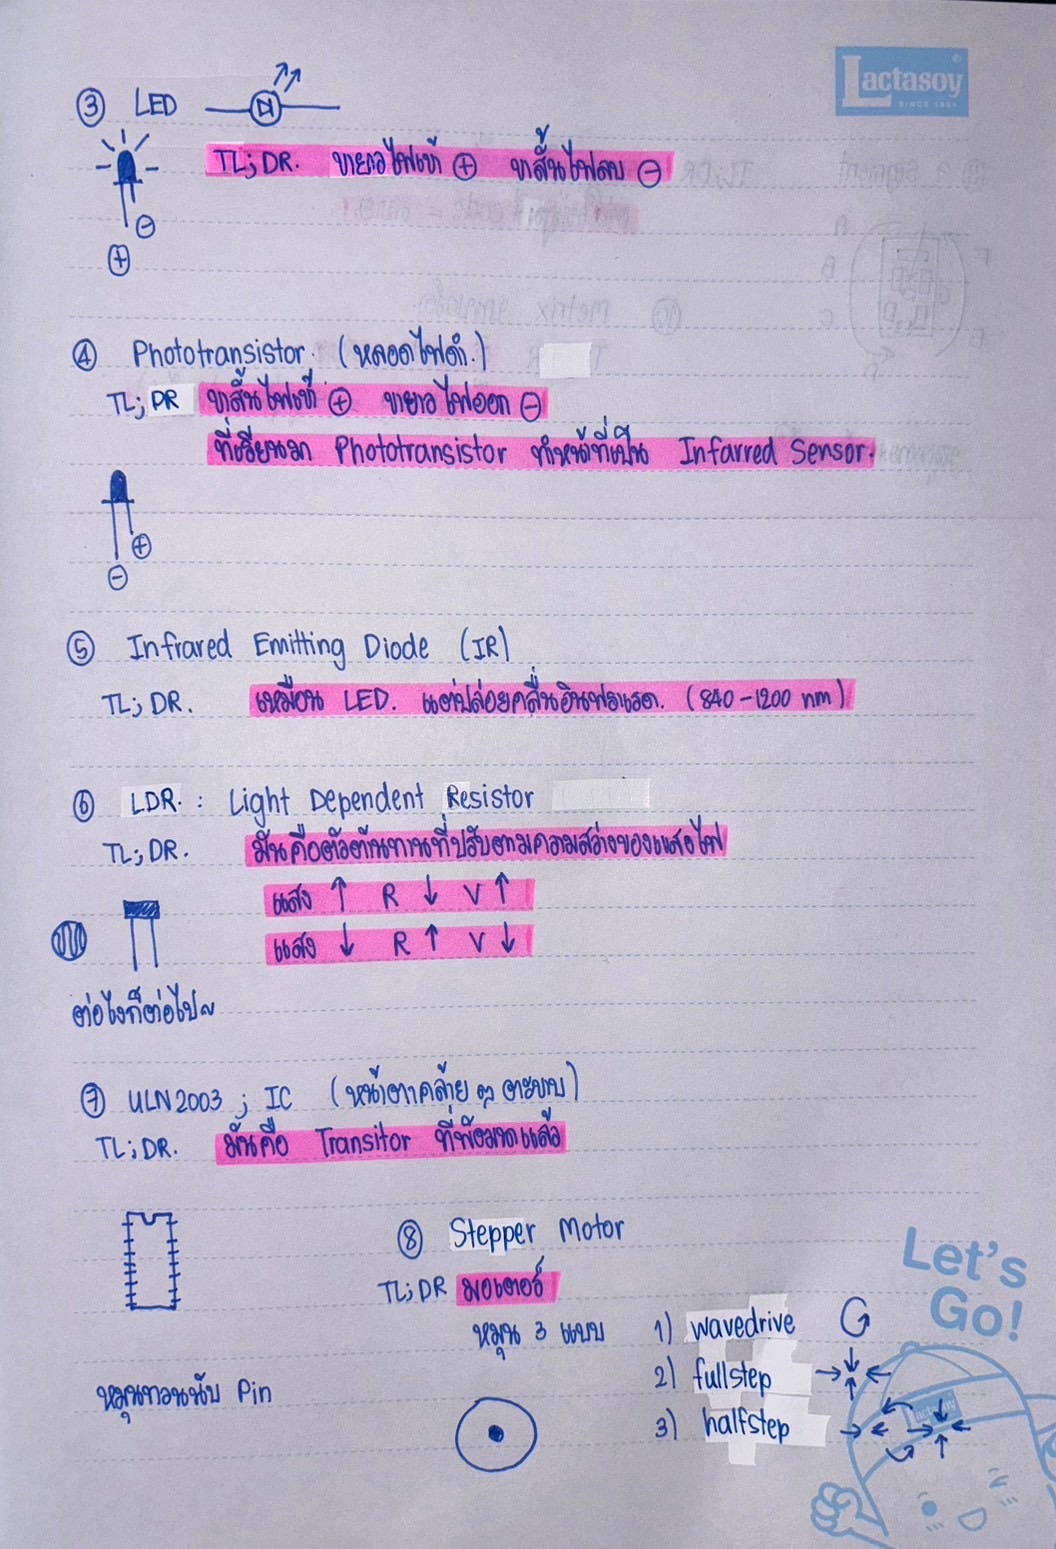 Lactasoy
SINCE 1981
③ LED
TL;DR. ขายาวไฟเข้า ⊕ ขาสั้นไฟลบ ⊖
⊖
⊕
④ Phototransistor. (หลอดไฟดำ.)
TL;DR ขาสั้นไฟเข้า ⊕ ขายาวไฟออก ⊖
ที่เรียนมา Phototransistor ทำหน้าที่เป็น Infarred Sensor.
⊕
⊖
⑤ Infrared Emitting Diode (IR)
TL;DR. เหมือน LED. แต่ปล่อยคลื่นอินฟราเรด. (840-1200 nm)
⑥ LDR. : Light Dependent Resistor
TL;DR. มันคือตัวต้านทานที่ปรับตามความสว่างของแสงไฟ
แสง ↑ R ↓ V ↑
แสง ↓ R ↑ V ↓
ต่อไงก็ต่อไป~
⑦ ULN2003 ; IC (หน้าตาคล้าย ๆ ตะขาบ)
TL;DR. มันคือ Transitor ที่พังมาแล้ว
⑧ Stepper Motor
TL;DR มอเตอร์
หมุน 3 แบบ 1) wavedrive
2) fullstep
3) halfstep
หมุนทวนนับ Pin
Let's
Go!
Lactasoy